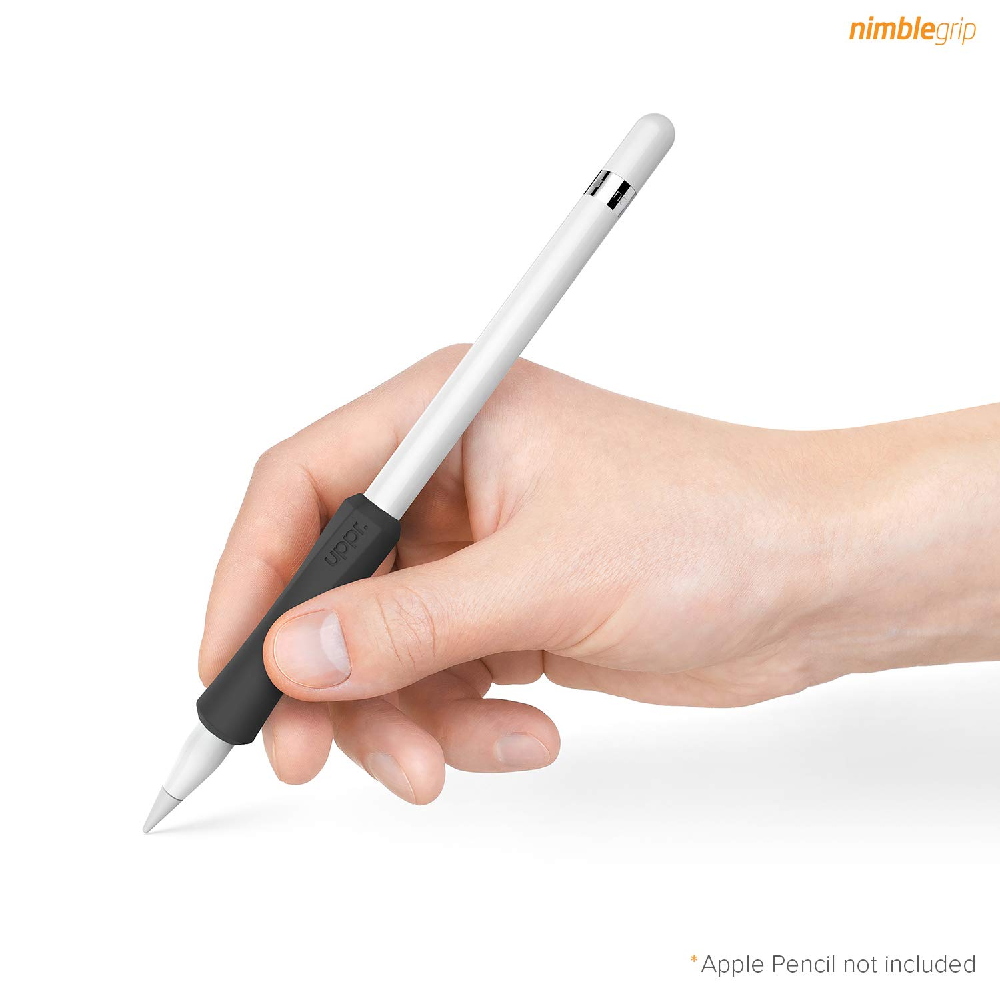 nimblegrip
uppr.
*Apple Pencil not included